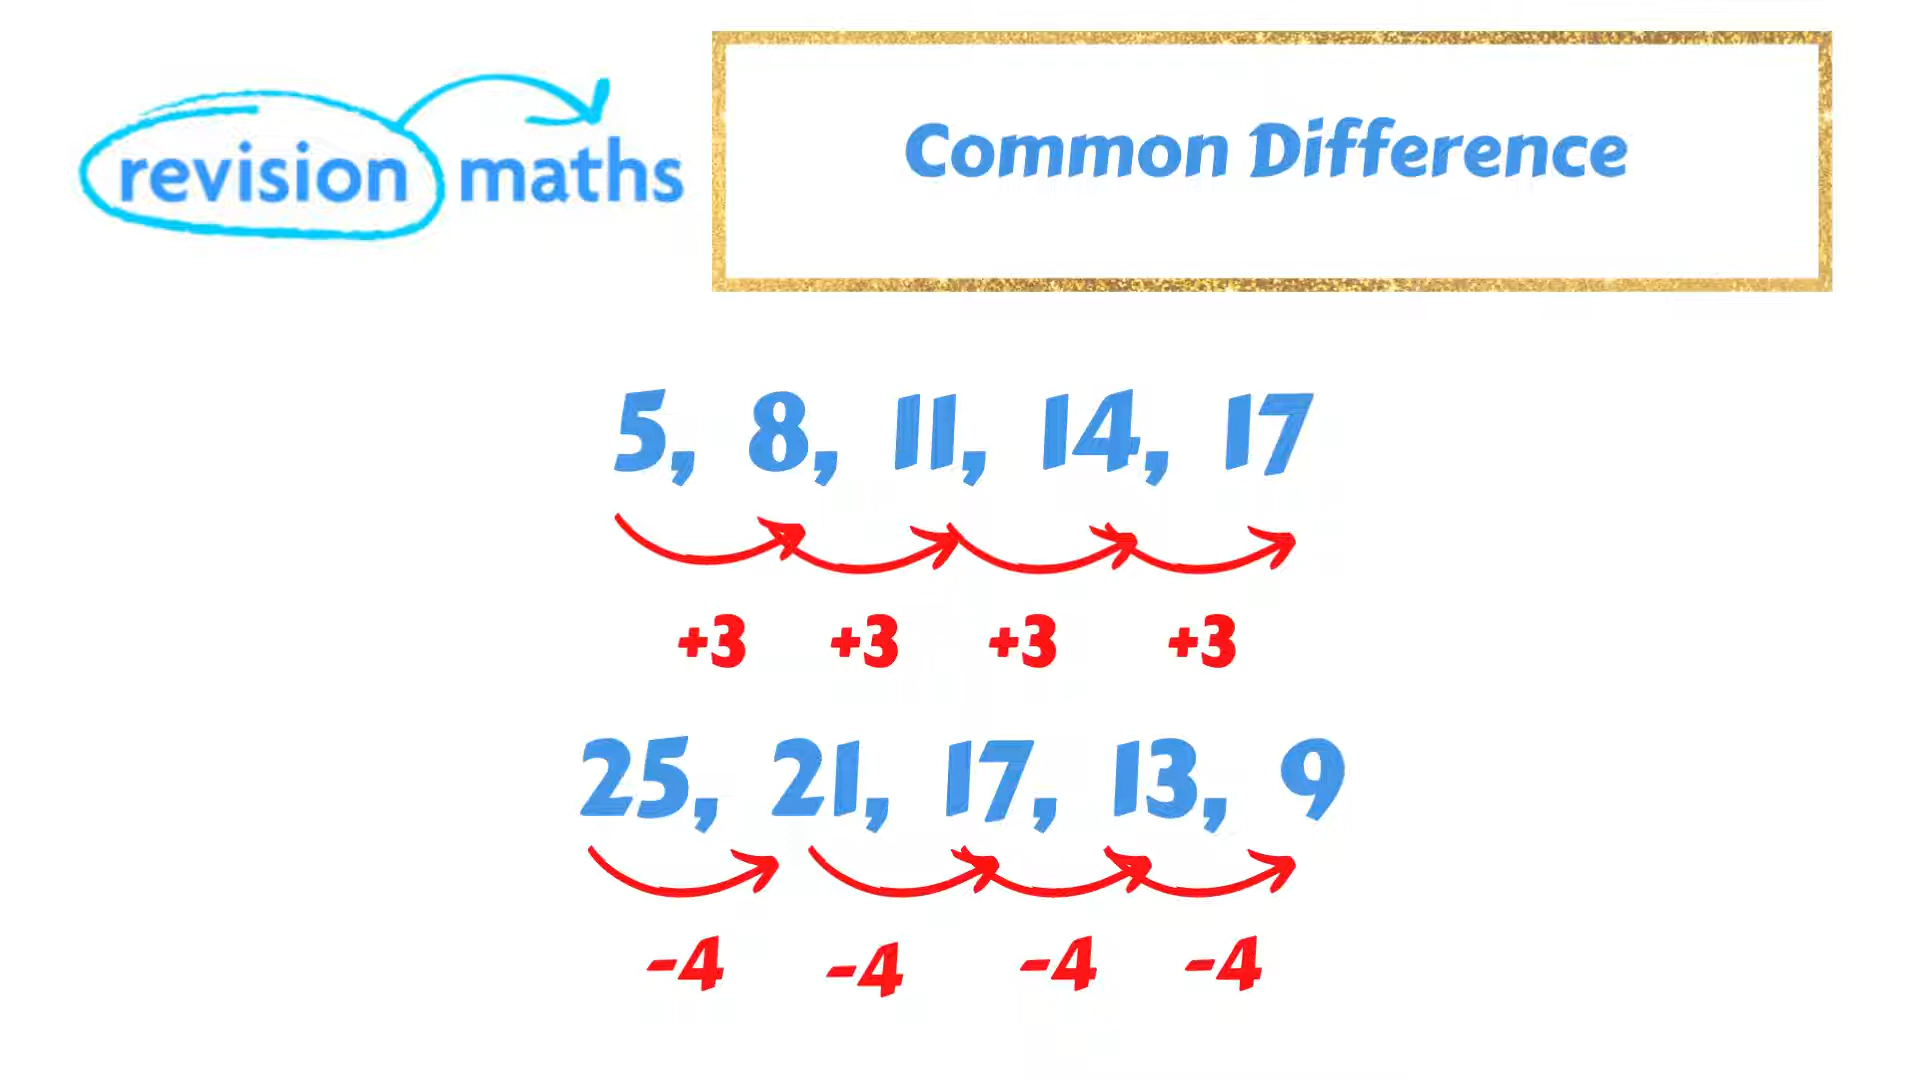 revision maths
Common Difference
5, 8, 11, 14, 17
+3 +3 +3 +3
25, 21, 17, 13, 9
-4 -4 -4 -4